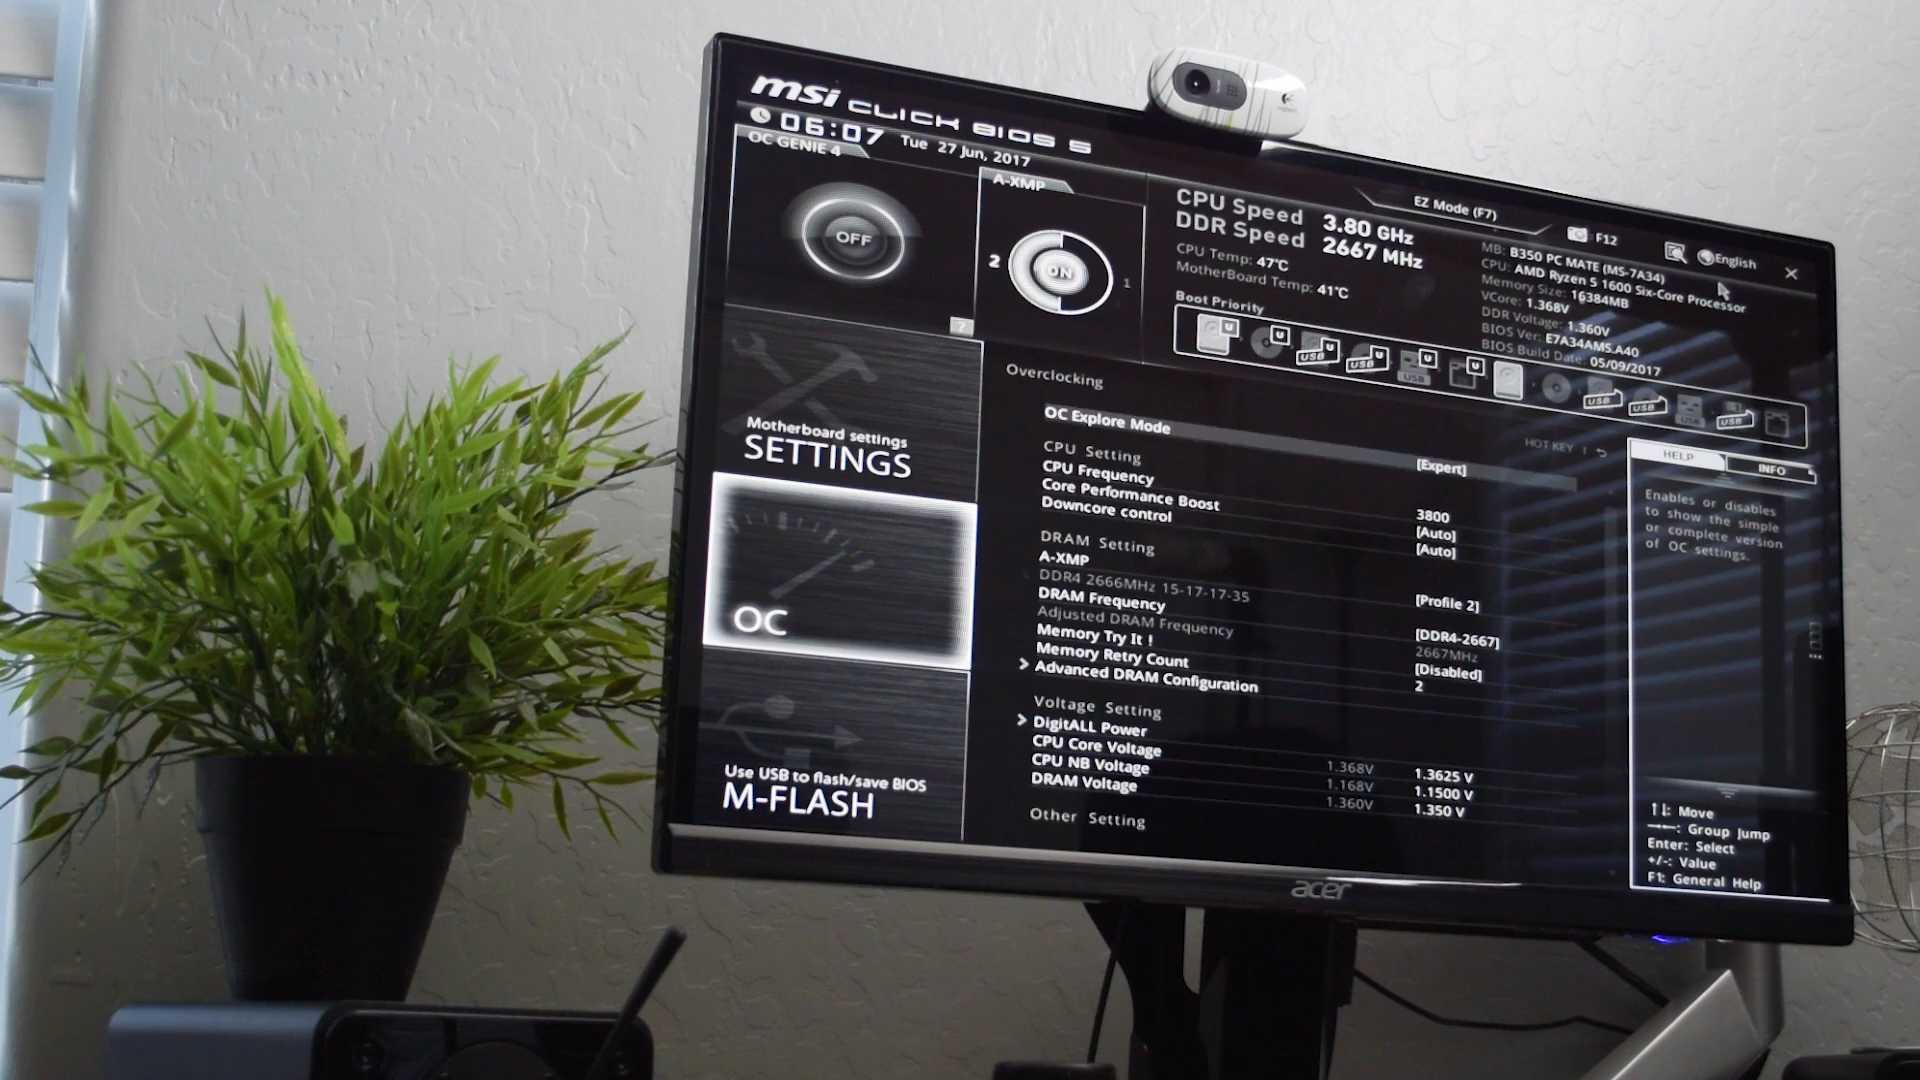 msi CLICK BIOS 5
06:07 Tue 27 Jun, 2017
EZ Mode (F7)
F12
English
OC GENIE 4
OFF
?
A-XMP
2 ON 1
CPU Speed 3.80 GHz
DDR Speed 2667 MHz
CPU Temp: 47°C
MotherBoard Temp: 41°C
MB: B350 PC MATE (MS-7A34)
CPU: AMD Ryzen 5 1600 Six-Core Processor
Memory Size: 16384MB
VCore: 1.368V
DDR Voltage: 1.360V
BIOS Ver: E7A34AMS.A40
BIOS Build Date: 05/09/2017
Boot Priority
U U USB U USB U USB U U USB USB USB USB
Motherboard settings
SETTINGS
OC
Use USB to flash/save BIOS
M-FLASH
Overclocking
HOT KEY
OC Explore Mode [Expert]
CPU Setting
CPU Frequency 3800
Core Performance Boost [Auto]
Downcore control [Auto]
DRAM Setting
A-XMP [Profile 2]
DDR4 2666MHz 15-17-17-35
DRAM Frequency [DDR4-2667]
Adjusted DRAM Frequency 2667MHz
Memory Try It ! [Disabled]
Memory Retry Count 2
> Advanced DRAM Configuration
Voltage Setting
> DigitALL Power
CPU Core Voltage 1.368V 1.3625 V
CPU NB Voltage 1.168V 1.1500 V
DRAM Voltage 1.360V 1.350 V
Other Setting
HELP
INFO
Enables or disables
to show the simple
or complete version
of OC settings.
↑↓: Move
→←: Group Jump
Enter: Select
+/-: Value
F1: General Help
acer